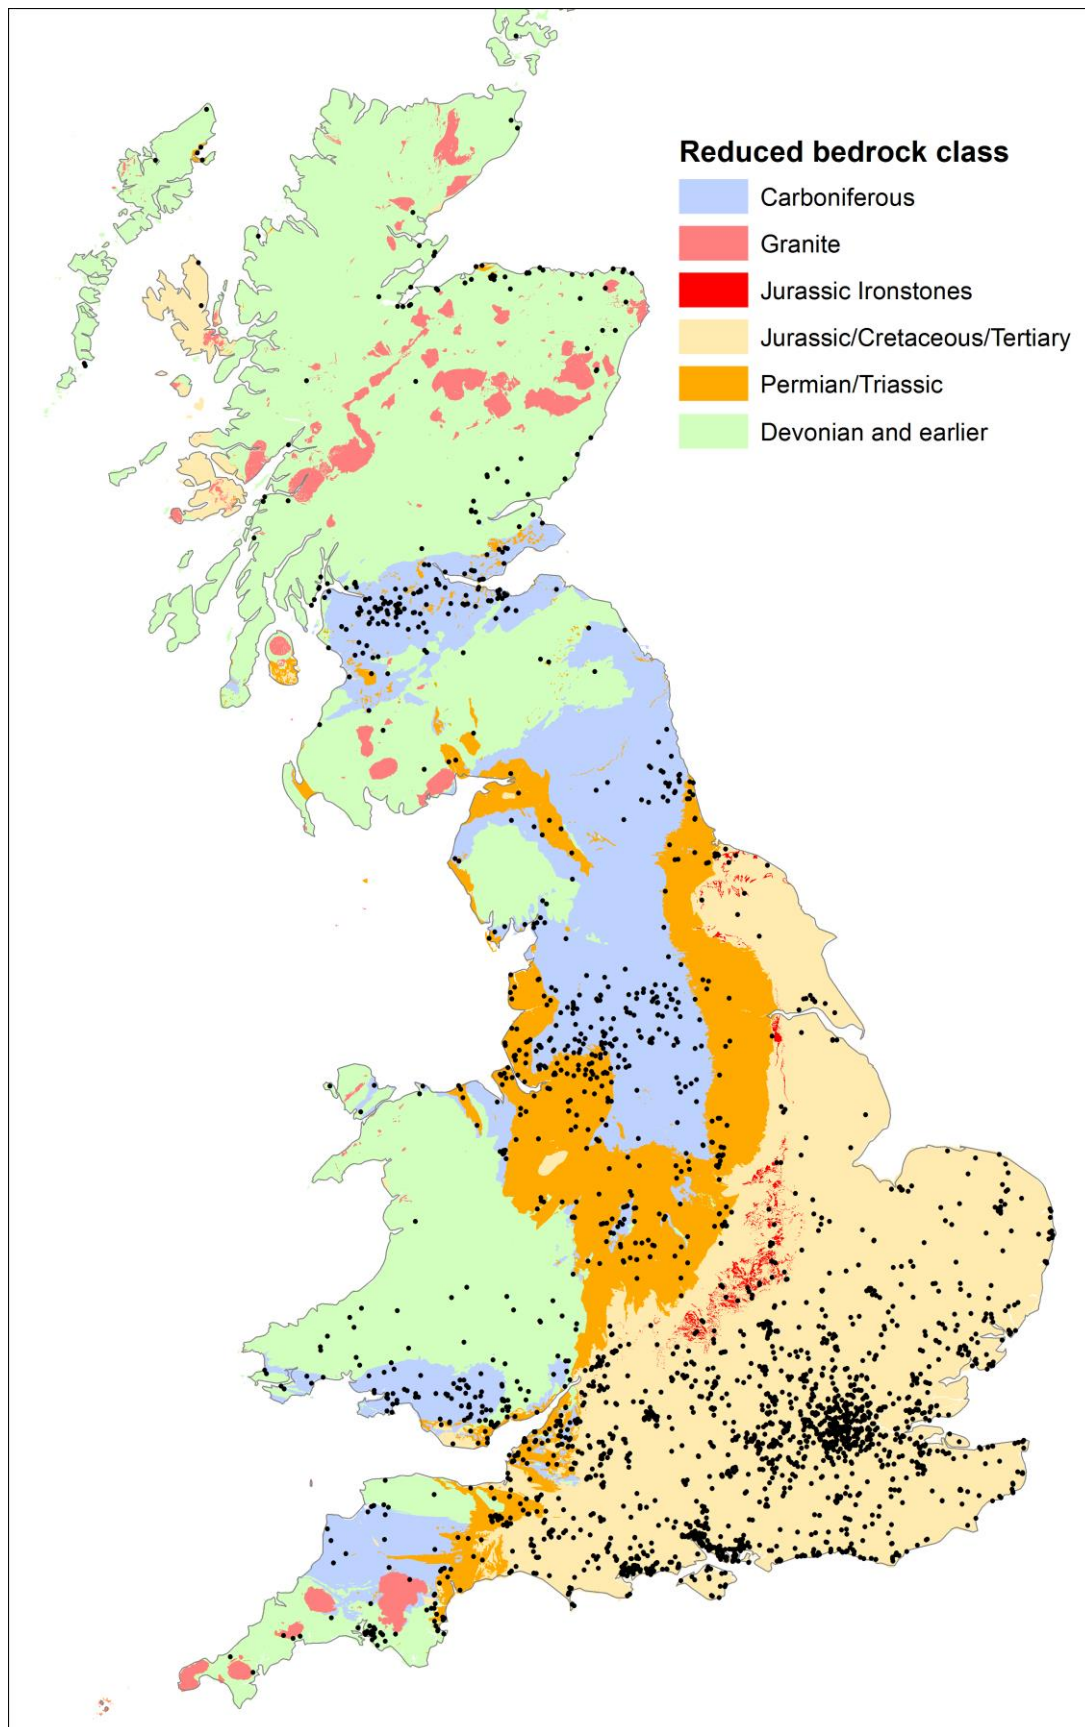 Reduced bedrock class
Carboniferous
Granite
Jurassic Ironstones
Jurassic/Cretaceous/Tertiary
Permian/Triassic
Devonian and earlier